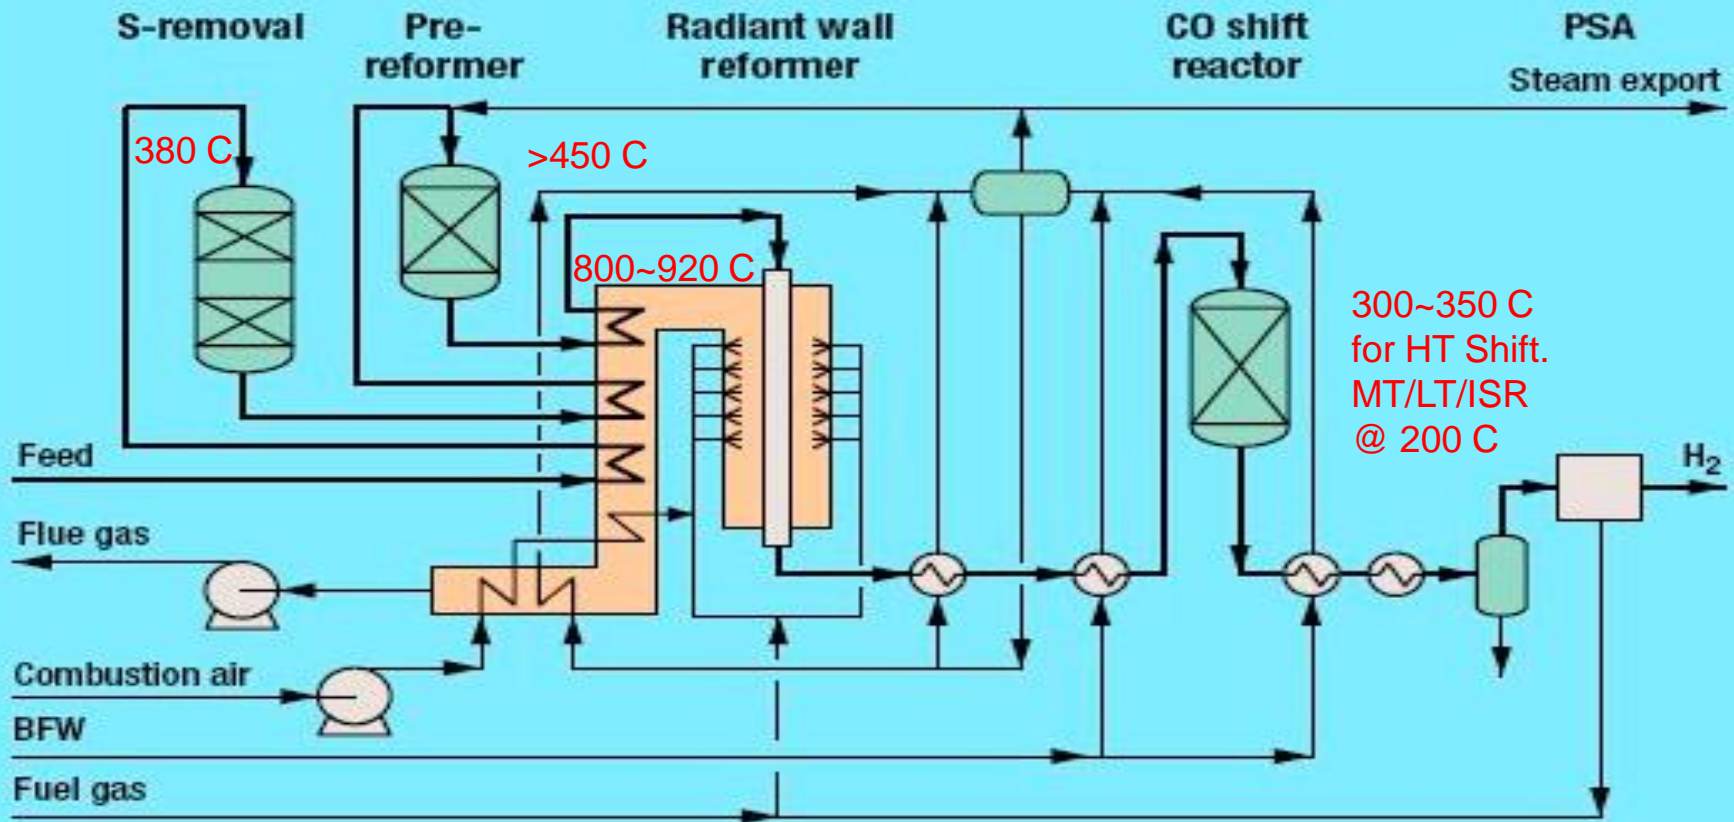 S-removal
Pre-
reformer
Radiant wall
reformer
CO shift
reactor
PSA
Steam export
380 C
>450 C
800~920 C
300~350 C
for HT Shift.
MT/LT/ISR
@ 200 C
Feed
H2
Flue gas
Combustion air
BFW
Fuel gas